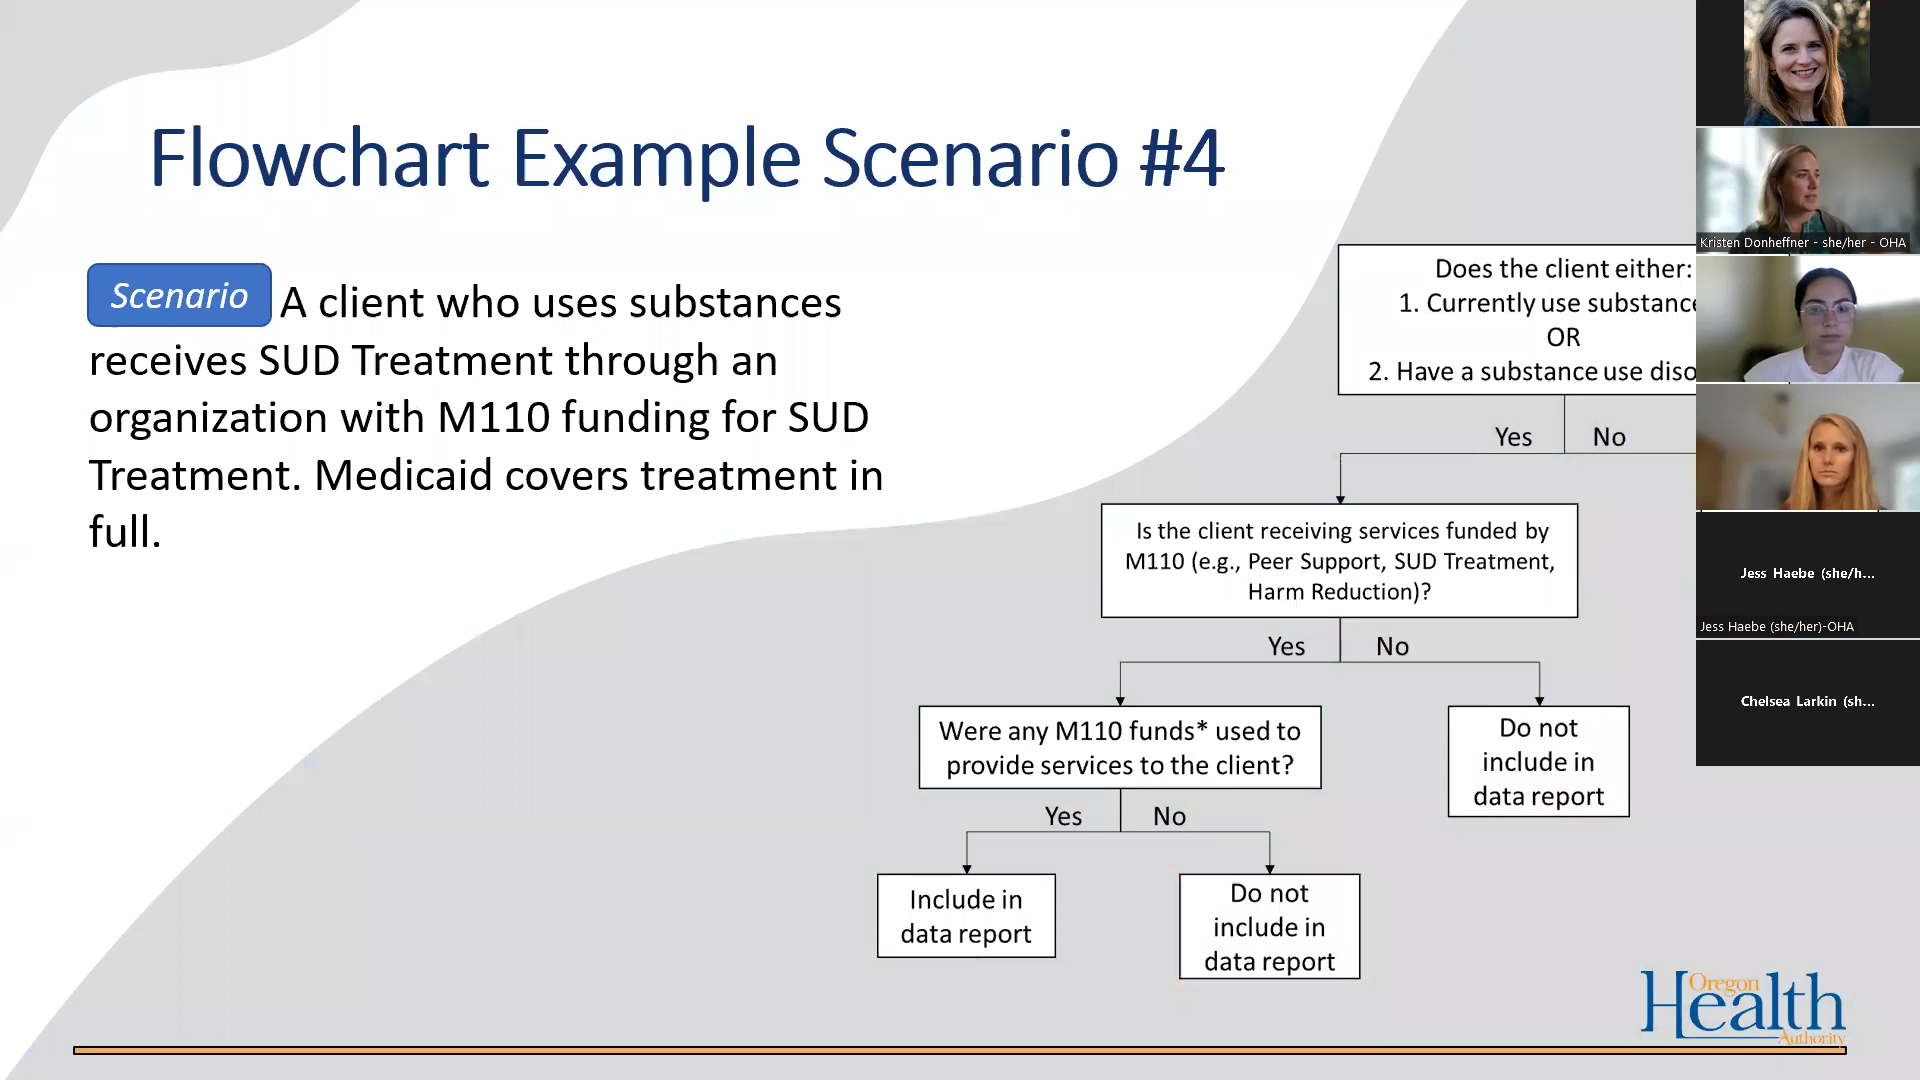 Flowchart Example Scenario #4
Scenario A client who uses substances
receives SUD Treatment through an
organization with M110 funding for SUD
Treatment. Medicaid covers treatment in
full.
Does the client either:
1. Currently use substance
OR
2. Have a substance use diso
Yes No
Is the client receiving services funded by
M110 (e.g., Peer Support, SUD Treatment,
Harm Reduction)?
Yes No
Were any M110 funds* used to
provide services to the client?
Do not
include in
data report
Yes No
Include in
data report
Do not
include in
data report
Kristen Donheffner - she/her - OHA
Jess Haebe (she/h...
Jess Haebe (she/her)-OHA
Chelsea Larkin (sh...
Oregon
Health
Authority